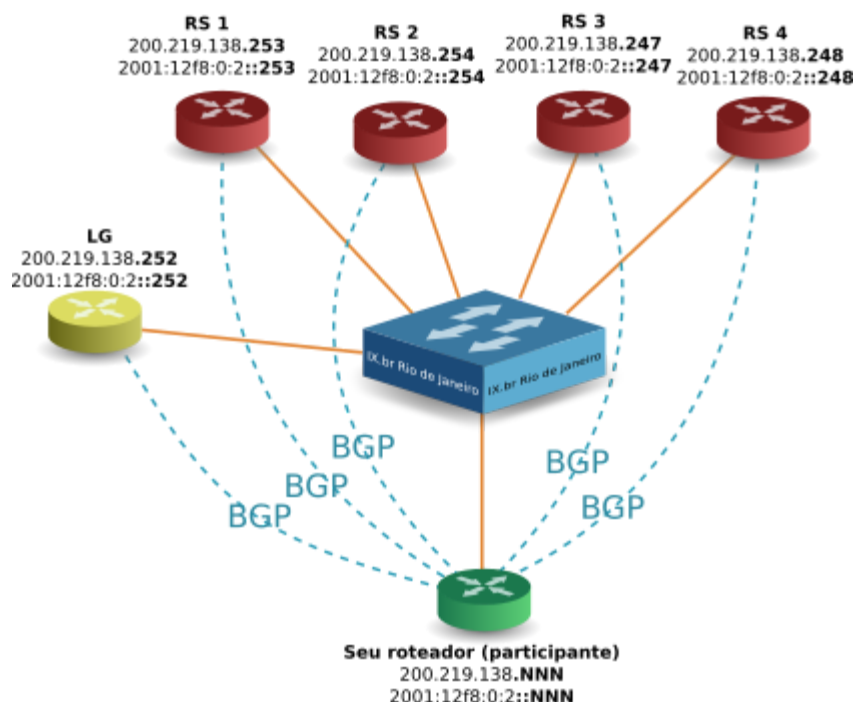 RS 1
200.219.138.253
2001:12f8:0:2::253
RS 2
200.219.138.254
2001:12f8:0:2::254
RS 3
200.219.138.247
2001:12f8:0:2::247
RS 4
200.219.138.248
2001:12f8:0:2::248
LG
200.219.138.252
2001:12f8:0:2::252
IX.br Rio de Janeiro
IX.br Rio de Janeiro
BGP
BGP
BGP
BGP
BGP
Seu roteador (participante)
200.219.138.NNN
2001:12f8:0:2::NNN